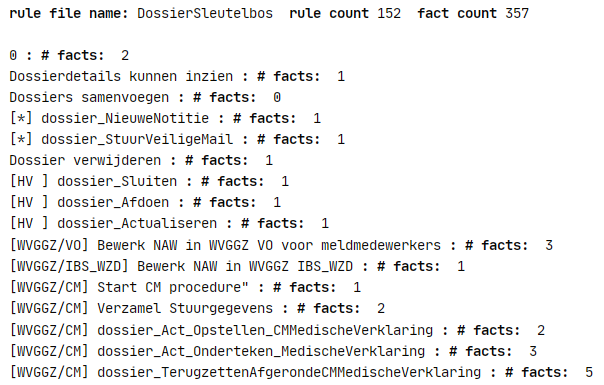 rule file name: DossierSleutelbos  rule count 152  fact count 357
0 : # facts:  2
Dossierdetails kunnen inzien : # facts:  1
Dossiers samenvoegen : # facts:  0
[*] dossier_NieuweNotitie : # facts:  1
[*] dossier_StuurVeiligeMail : # facts:  1
Dossier verwijderen : # facts:  1
[HV ] dossier_Sluiten : # facts:  1
[HV ] dossier_Afdoen : # facts:  1
[HV ] dossier_Actualiseren : # facts:  1
[WVGGZ/VO] Bewerk NAW in WVGGZ VO voor meldmedewerkers : # facts:  3
[WVGGZ/IBS_WZD] Bewerk NAW in WVGGZ IBS_WZD : # facts:  1
[WVGGZ/CM] Start CM procedure" : # facts:  1
[WVGGZ/CM] Verzamel Stuurgegevens : # facts:  2
[WVGGZ/CM] dossier_Act_Opstellen_CMMedischeVerklaring : # facts:  2
[WVGGZ/CM] dossier_Act_Onderteken_MedischeVerklaring : # facts:  3
[WVGGZ/CM] dossier_TerugzettenAfgerondeCMMedischeVerklaring : # facts:  5